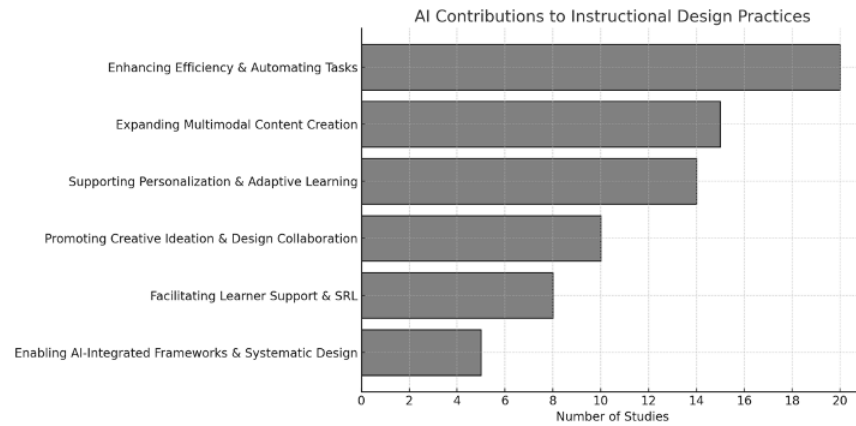 AI Contributions to Instructional Design Practices
Enhancing Efficiency & Automating Tasks
Expanding Multimodal Content Creation
Supporting Personalization & Adaptive Learning
Promoting Creative Ideation & Design Collaboration
Facilitating Learner Support & SRL
Enabling AI-Integrated Frameworks & Systematic Design
0 2 4 6 8 10 12 14 16 18 20
Number of Studies